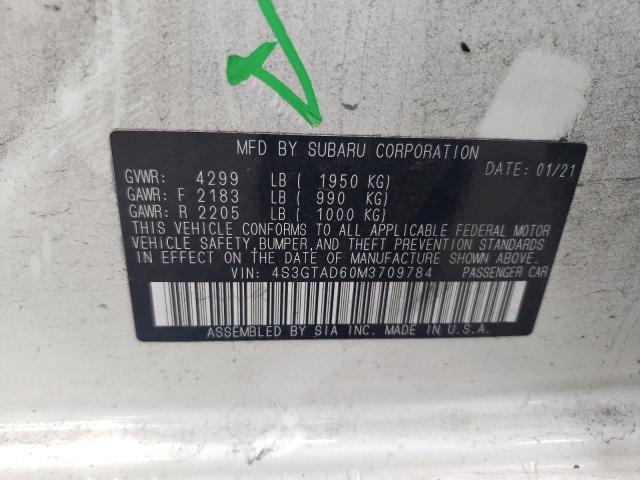 MFD BY SUBARU CORPORATION
DATE: 01/21
GVWR: 4299 LB ( 1950 KG)
GAWR: F 2183 LB ( 990 KG)
GAWR: R 2205 LB ( 1000 KG)
THIS VEHICLE CONFORMS TO ALL APPLICABLE FEDERAL MOTOR
VEHICLE SAFETY, BUMPER, AND THEFT PREVENTION STANDARDS
IN EFFECT ON THE DATE OF MANUFACTURE SHOWN ABOVE.
VIN: 4S3GTAD60M3709784 PASSENGER CAR
ASSEMBLED BY SIA INC. MADE IN U.S.A.